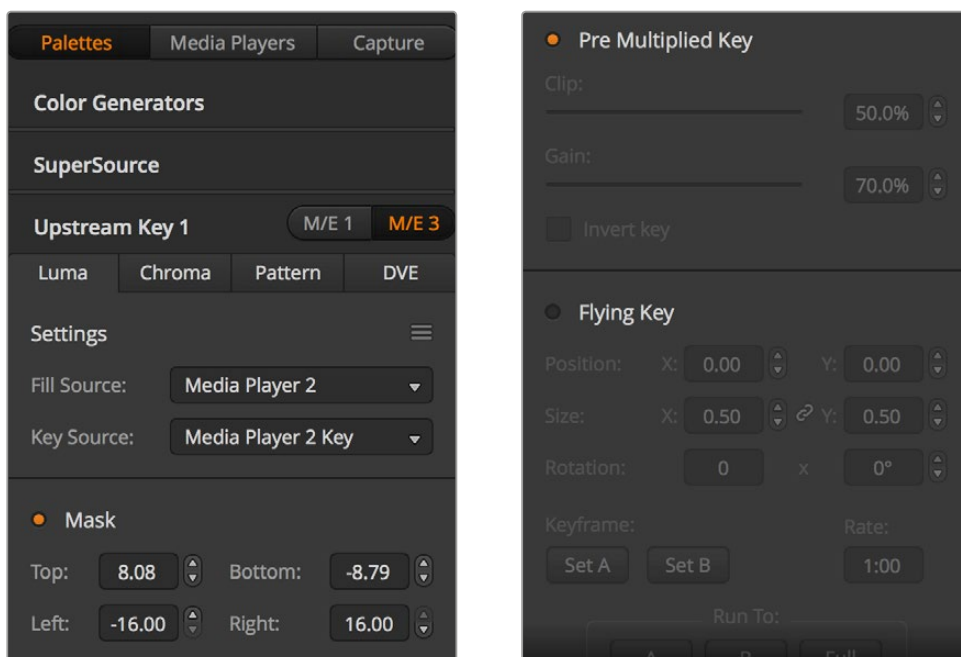 Palettes Media Players Capture
Color Generators
SuperSource
Upstream Key 1 M/E 1 M/E 3
Luma Chroma Pattern DVE
Settings
Fill Source: Media Player 2
Key Source: Media Player 2 Key
Mask
Top: 8.08 Bottom: -8.79
Left: -16.00 Right: 16.00
Pre Multiplied Key
Clip:
50.0%
Gain:
70.0%
Invert key
Flying Key
Position: X: 0.00 Y: 0.00
Size: X: 0.50 Y: 0.50
Rotation: 0 x 0°
Keyframe: Rate:
Set A Set B 1:00
Run To:
A B Full